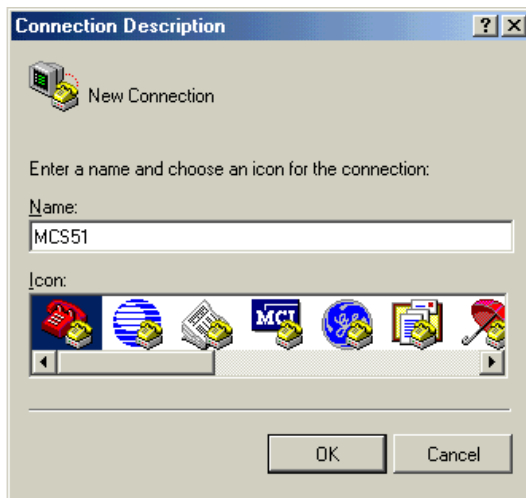 Connection Description
New Connection
Enter a name and choose an icon for the connection:
Name:
MCS51
Icon:
MCI
OK Cancel